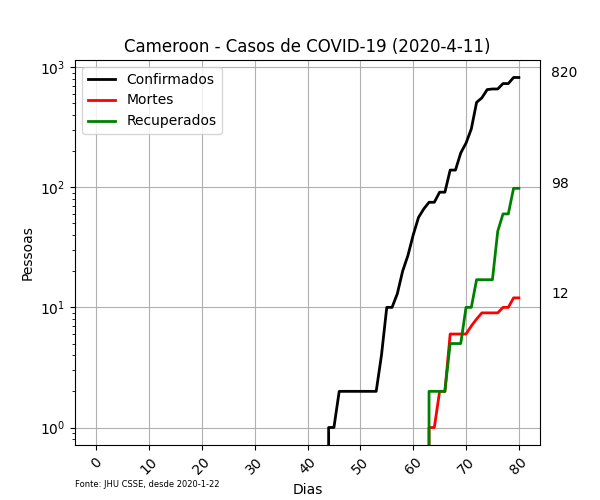 Cameroon - Casos de COVID-19 (2020-4-11)
Confirmados
Mortes
Recuperados
10³
10²
10¹
10⁰
Pessoas
820
98
12
0 10 20 30 40 50 60 70 80
Dias
Fonte: JHU CSSE, desde 2020-1-22